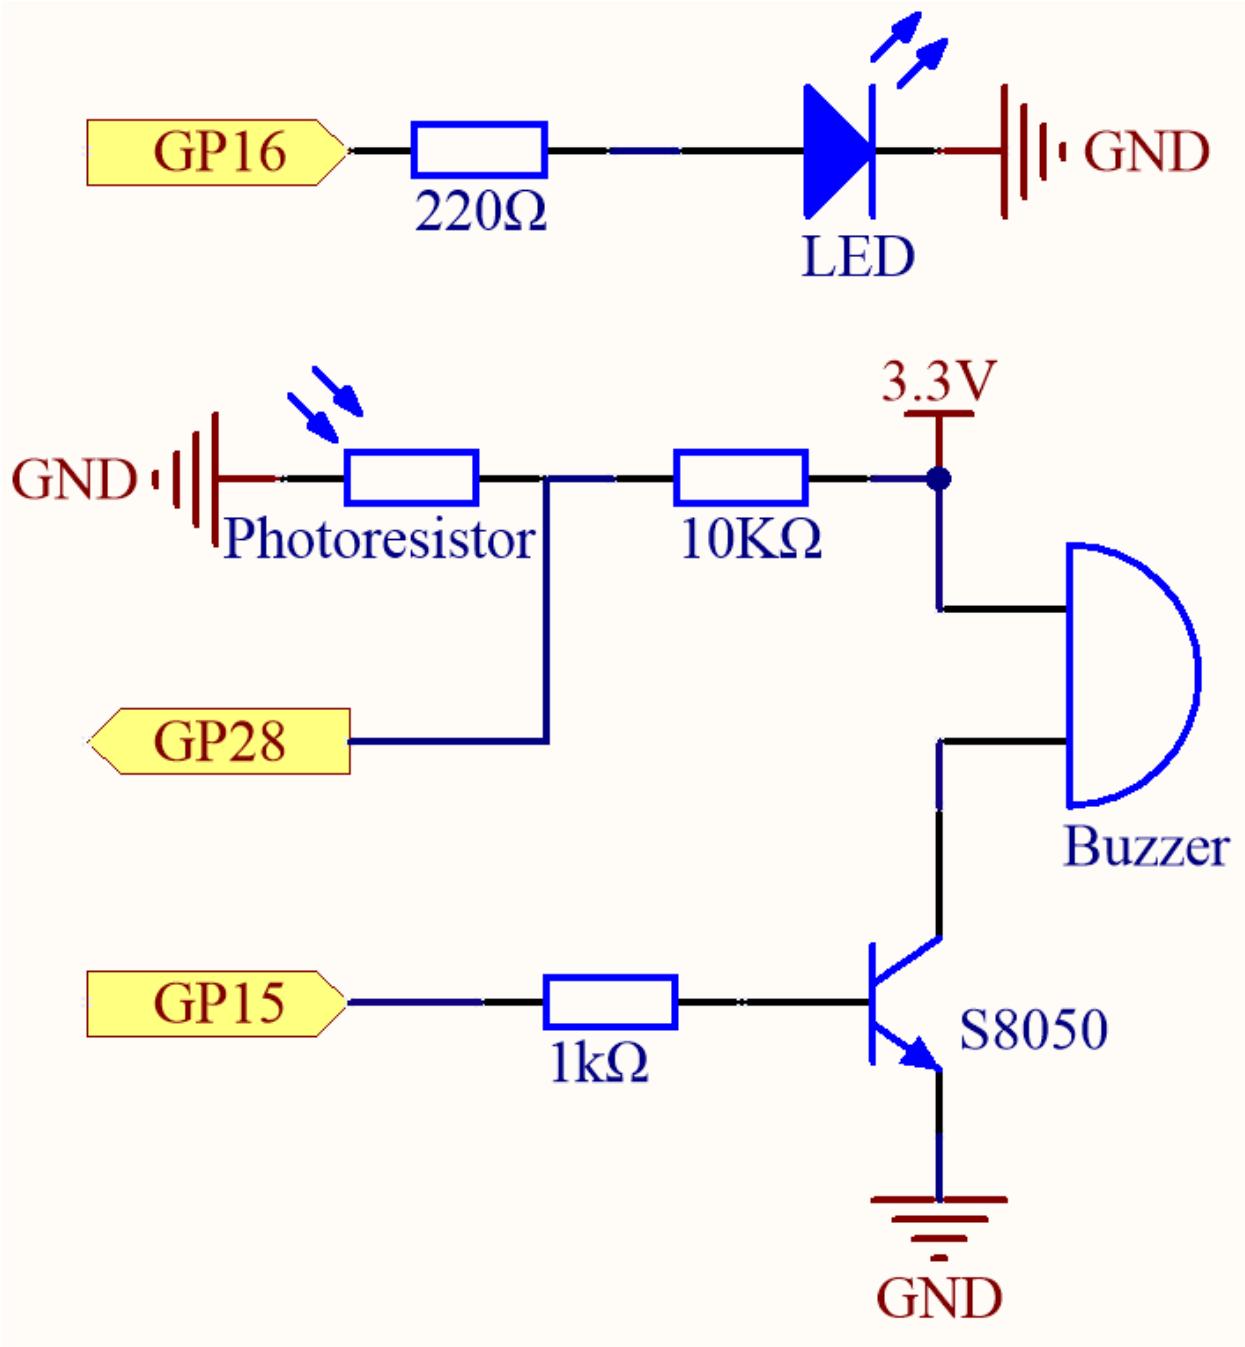 GP16
220Ω
LED
GND
3.3V
GND
Photoresistor
10KΩ
GP28
Buzzer
GP15
1kΩ
S8050
GND